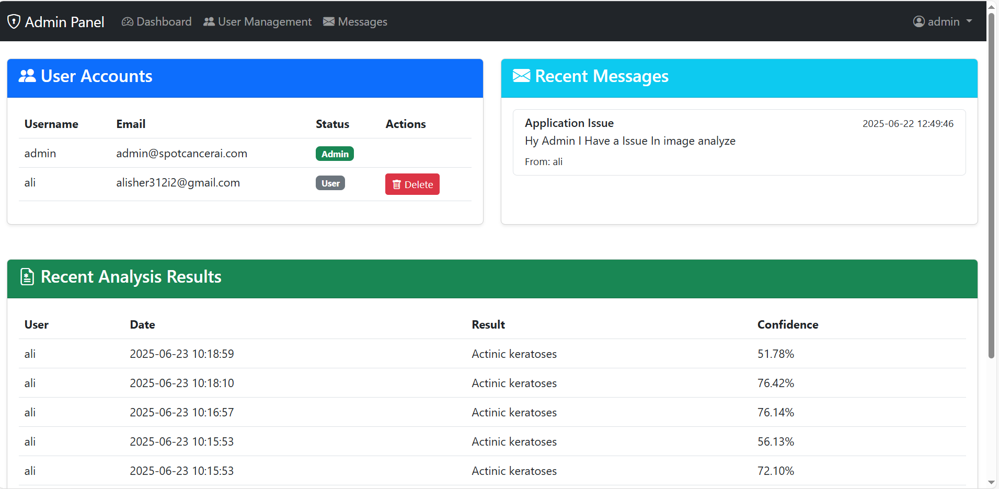 Admin Panel Dashboard User Management Messages admin
User Accounts
Username Email Status Actions
admin admin@spotcancerai.com Admin
ali alisher312i2@gmail.com User Delete
Recent Messages
Application Issue 2025-06-22 12:49:46
Hy Admin I Have a Issue In image analyze
From: ali
Recent Analysis Results
User Date Result Confidence
ali 2025-06-23 10:18:59 Actinic keratoses 51.78%
ali 2025-06-23 10:18:10 Actinic keratoses 76.42%
ali 2025-06-23 10:16:57 Actinic keratoses 76.14%
ali 2025-06-23 10:15:53 Actinic keratoses 56.13%
ali 2025-06-23 10:15:53 Actinic keratoses 72.10%